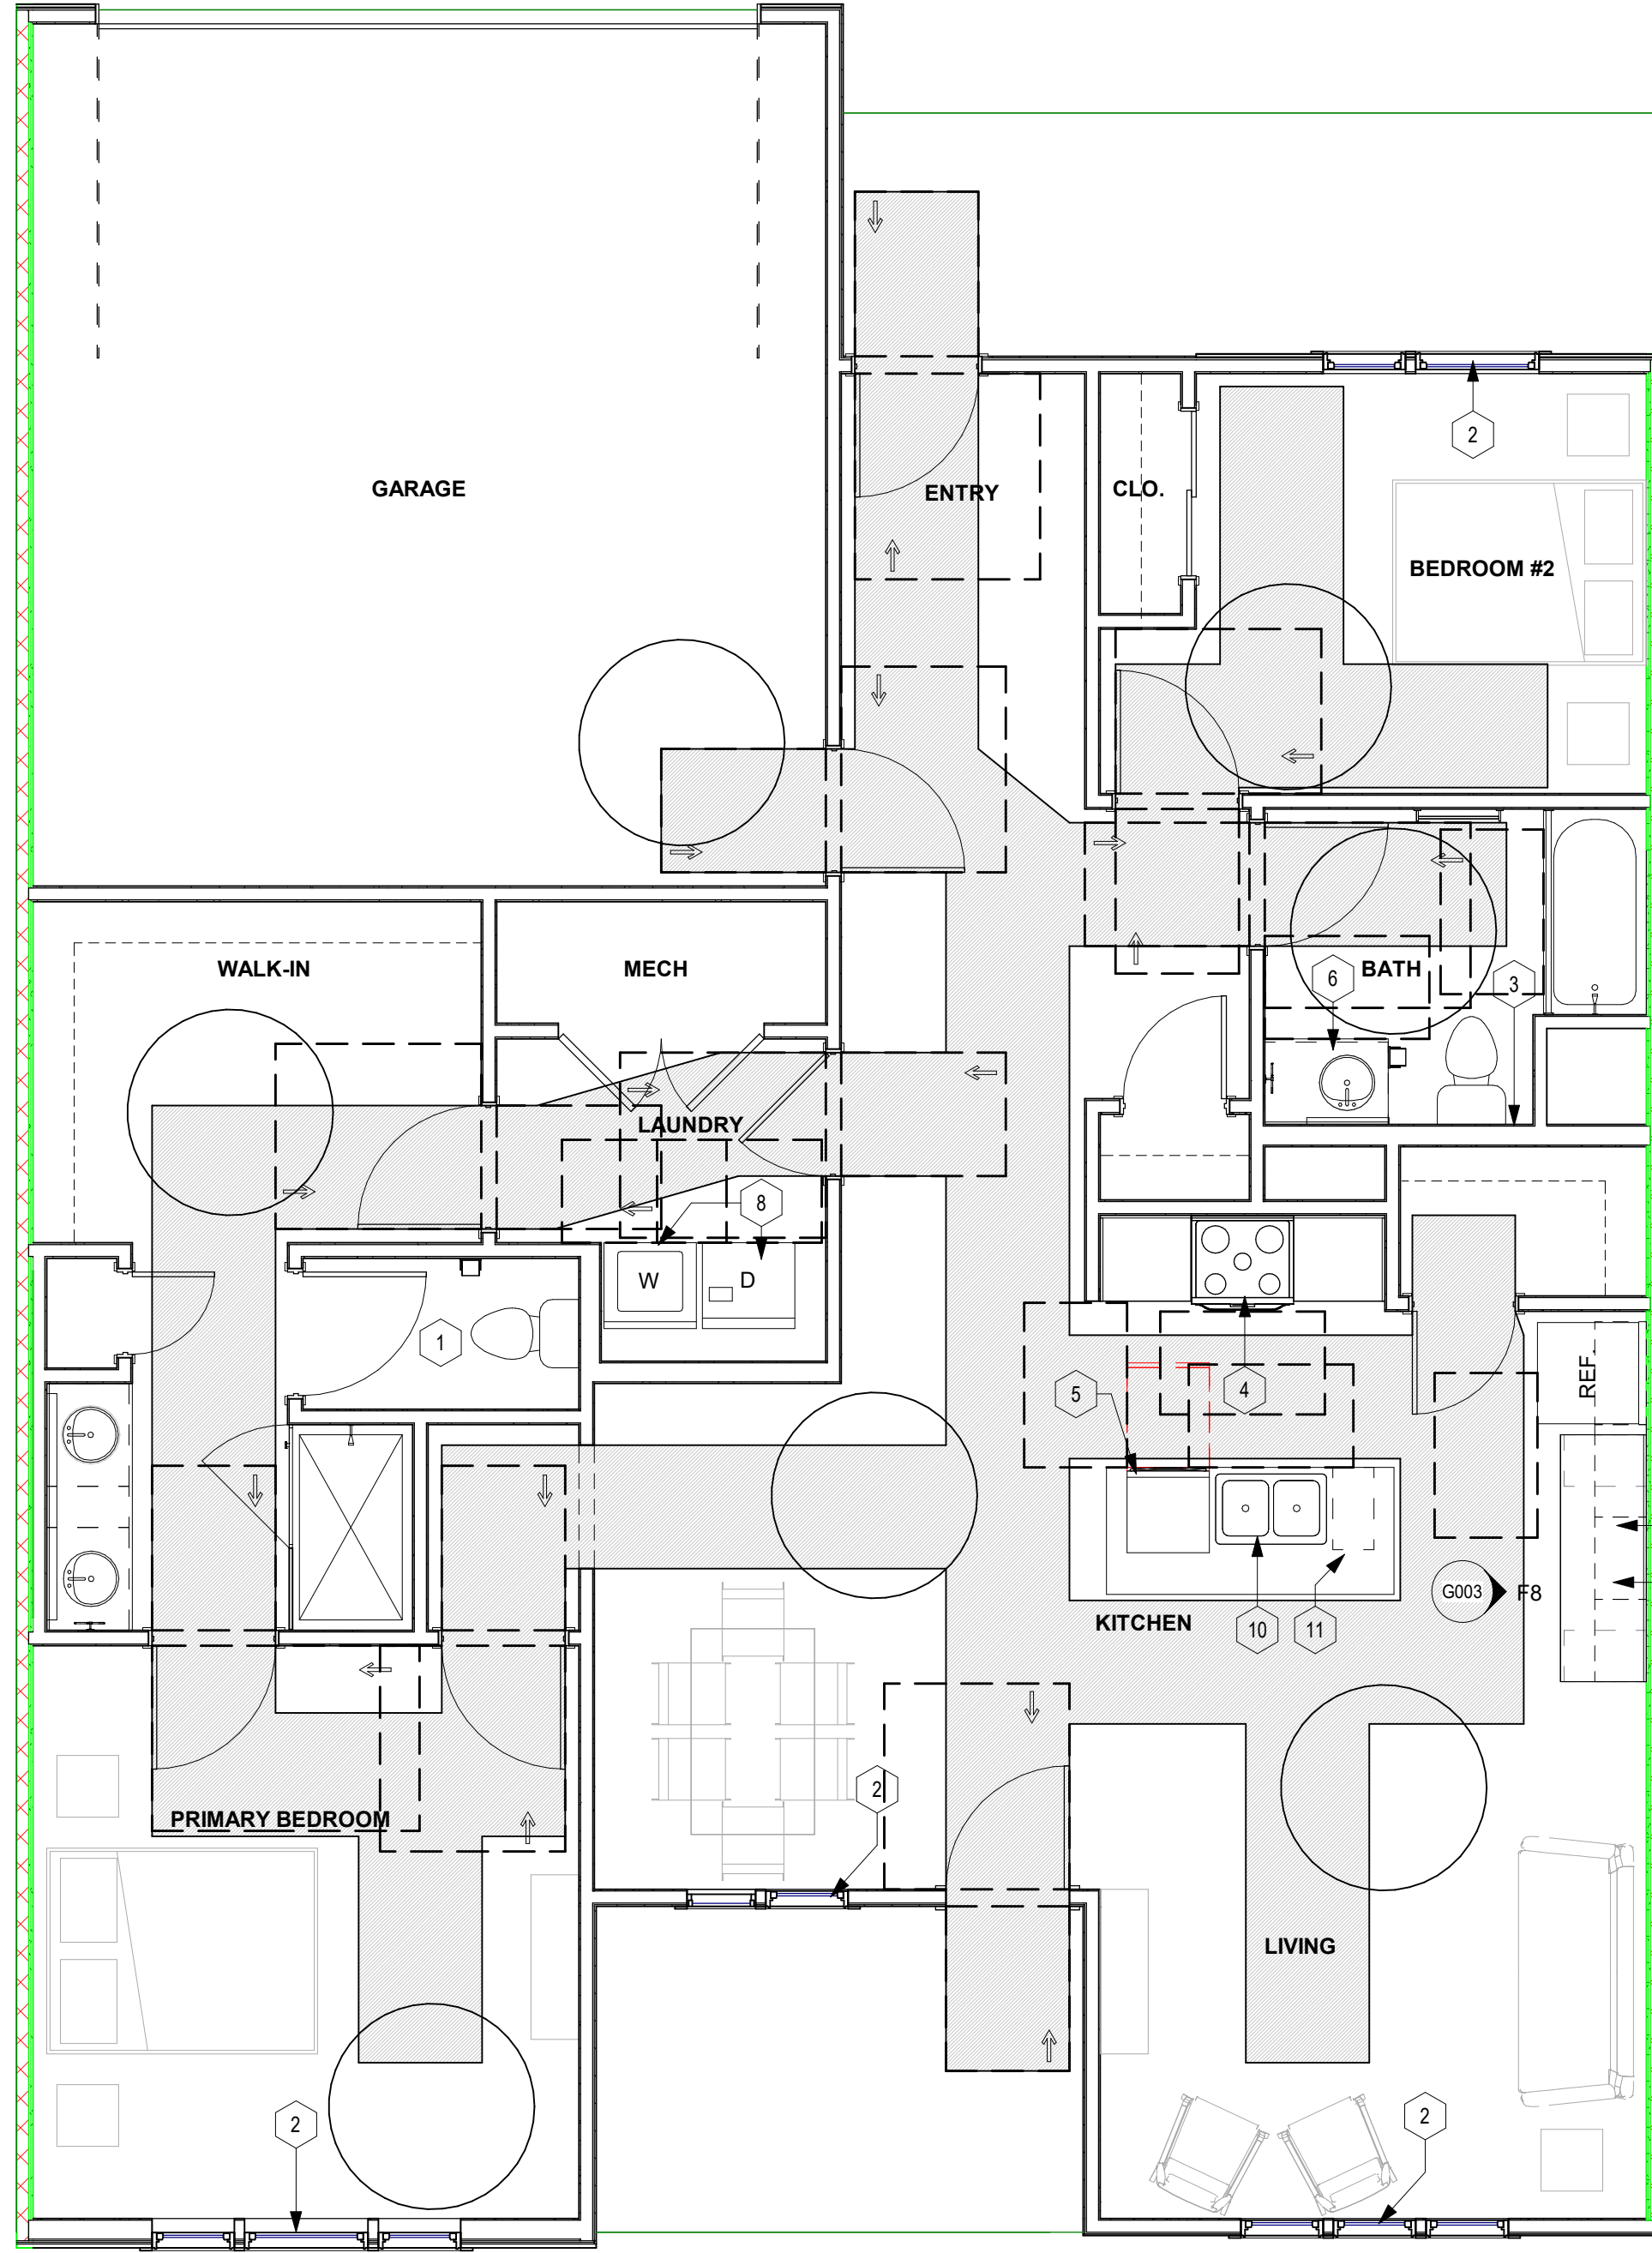 2
GARAGE
ENTRY
CLO.
BEDROOM #2
WALK-IN
MECH
6
BATH
3
LAUNDRY
8
W
D
1
5
4
REF.
G003
F8
KITCHEN
10
11
2
PRIMARY BEDROOM
LIVING
2
2